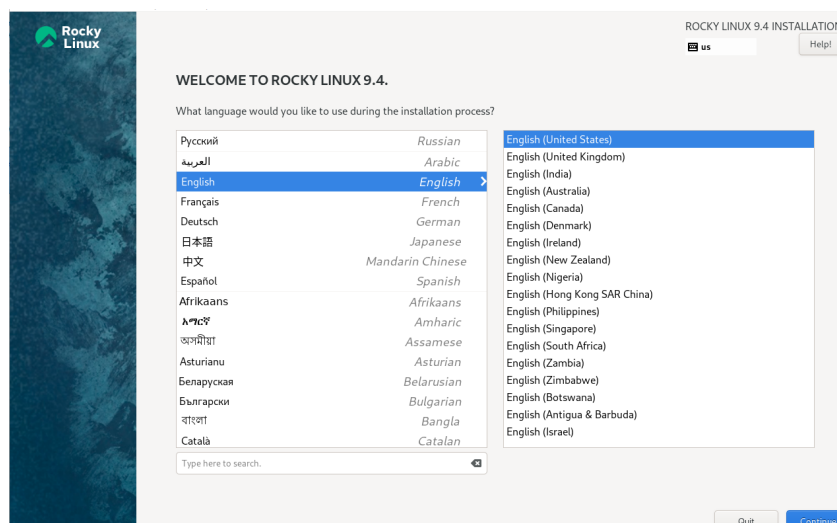 Rocky
Linux
ROCKY LINUX 9.4 INSTALLATION
us
Help!
WELCOME TO ROCKY LINUX 9.4.
What language would you like to use during the installation process?
Русский Russian
العربية Arabic
English English
Français French
Deutsch German
日本語 Japanese
中文 Mandarin Chinese
Español Spanish
Afrikaans Afrikaans
አማርኛ Amharic
অসমীয়া Assamese
Asturianu Asturian
Беларуская Belarusian
Български Bulgarian
বাংলা Bangla
Català Catalan
Type here to search.
English (United States)
English (United Kingdom)
English (India)
English (Australia)
English (Canada)
English (Denmark)
English (Ireland)
English (New Zealand)
English (Nigeria)
English (Hong Kong SAR China)
English (Philippines)
English (Singapore)
English (South Africa)
English (Zambia)
English (Zimbabwe)
English (Botswana)
English (Antigua & Barbuda)
English (Israel)
Quit
Continue